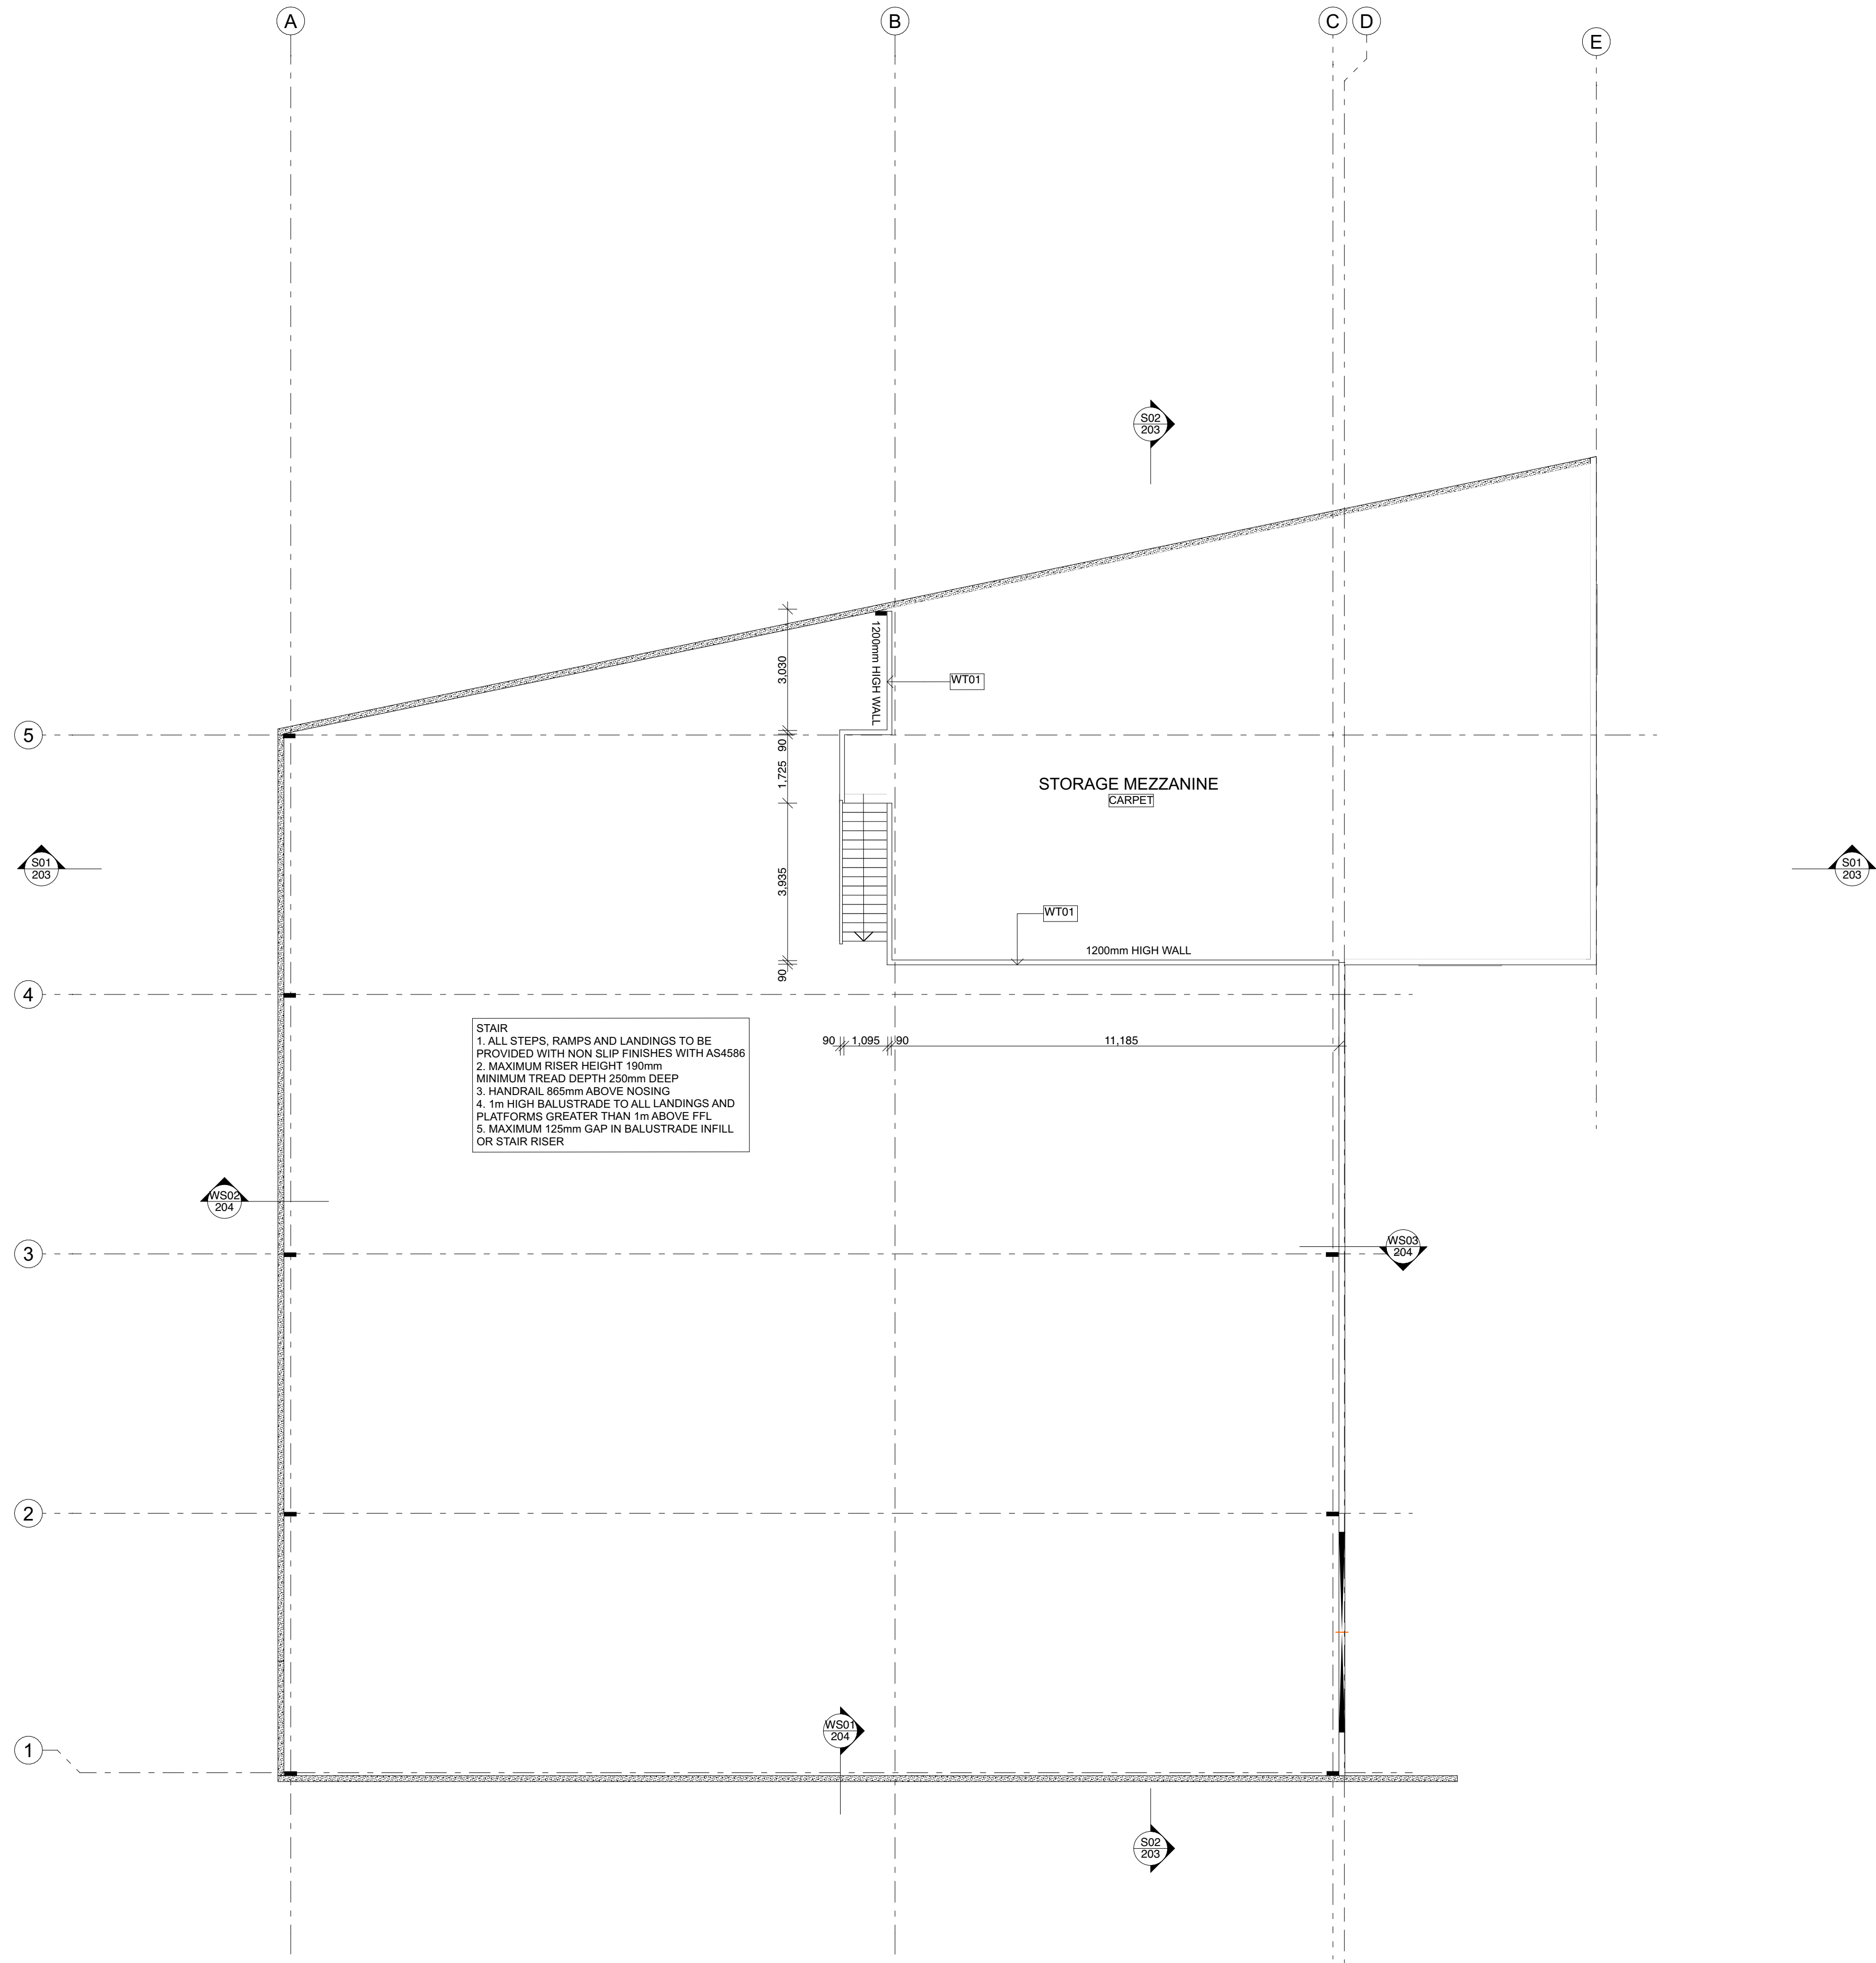 A
B
C
D
E
S02
203
3,030
1200mm HIGH WALL
WT01
5
90
1,725
STORAGE MEZZANINE
CARPET
S01
203
S01
203
3,935
WT01
1200mm HIGH WALL
90
4
STAIR
1. ALL STEPS, RAMPS AND LANDINGS TO BE
PROVIDED WITH NON SLIP FINISHES WITH AS4586
2. MAXIMUM RISER HEIGHT 190mm
MINIMUM TREAD DEPTH 250mm DEEP
3. HANDRAIL 865mm ABOVE NOSING
4. 1m HIGH BALUSTRADE TO ALL LANDINGS AND
PLATFORMS GREATER THAN 1m ABOVE FFL
5. MAXIMUM 125mm GAP IN BALUSTRADE INFILL
OR STAIR RISER
90
1,095
90
11,185
WS02
204
3
WS03
204
2
WS01
204
1
S02
203